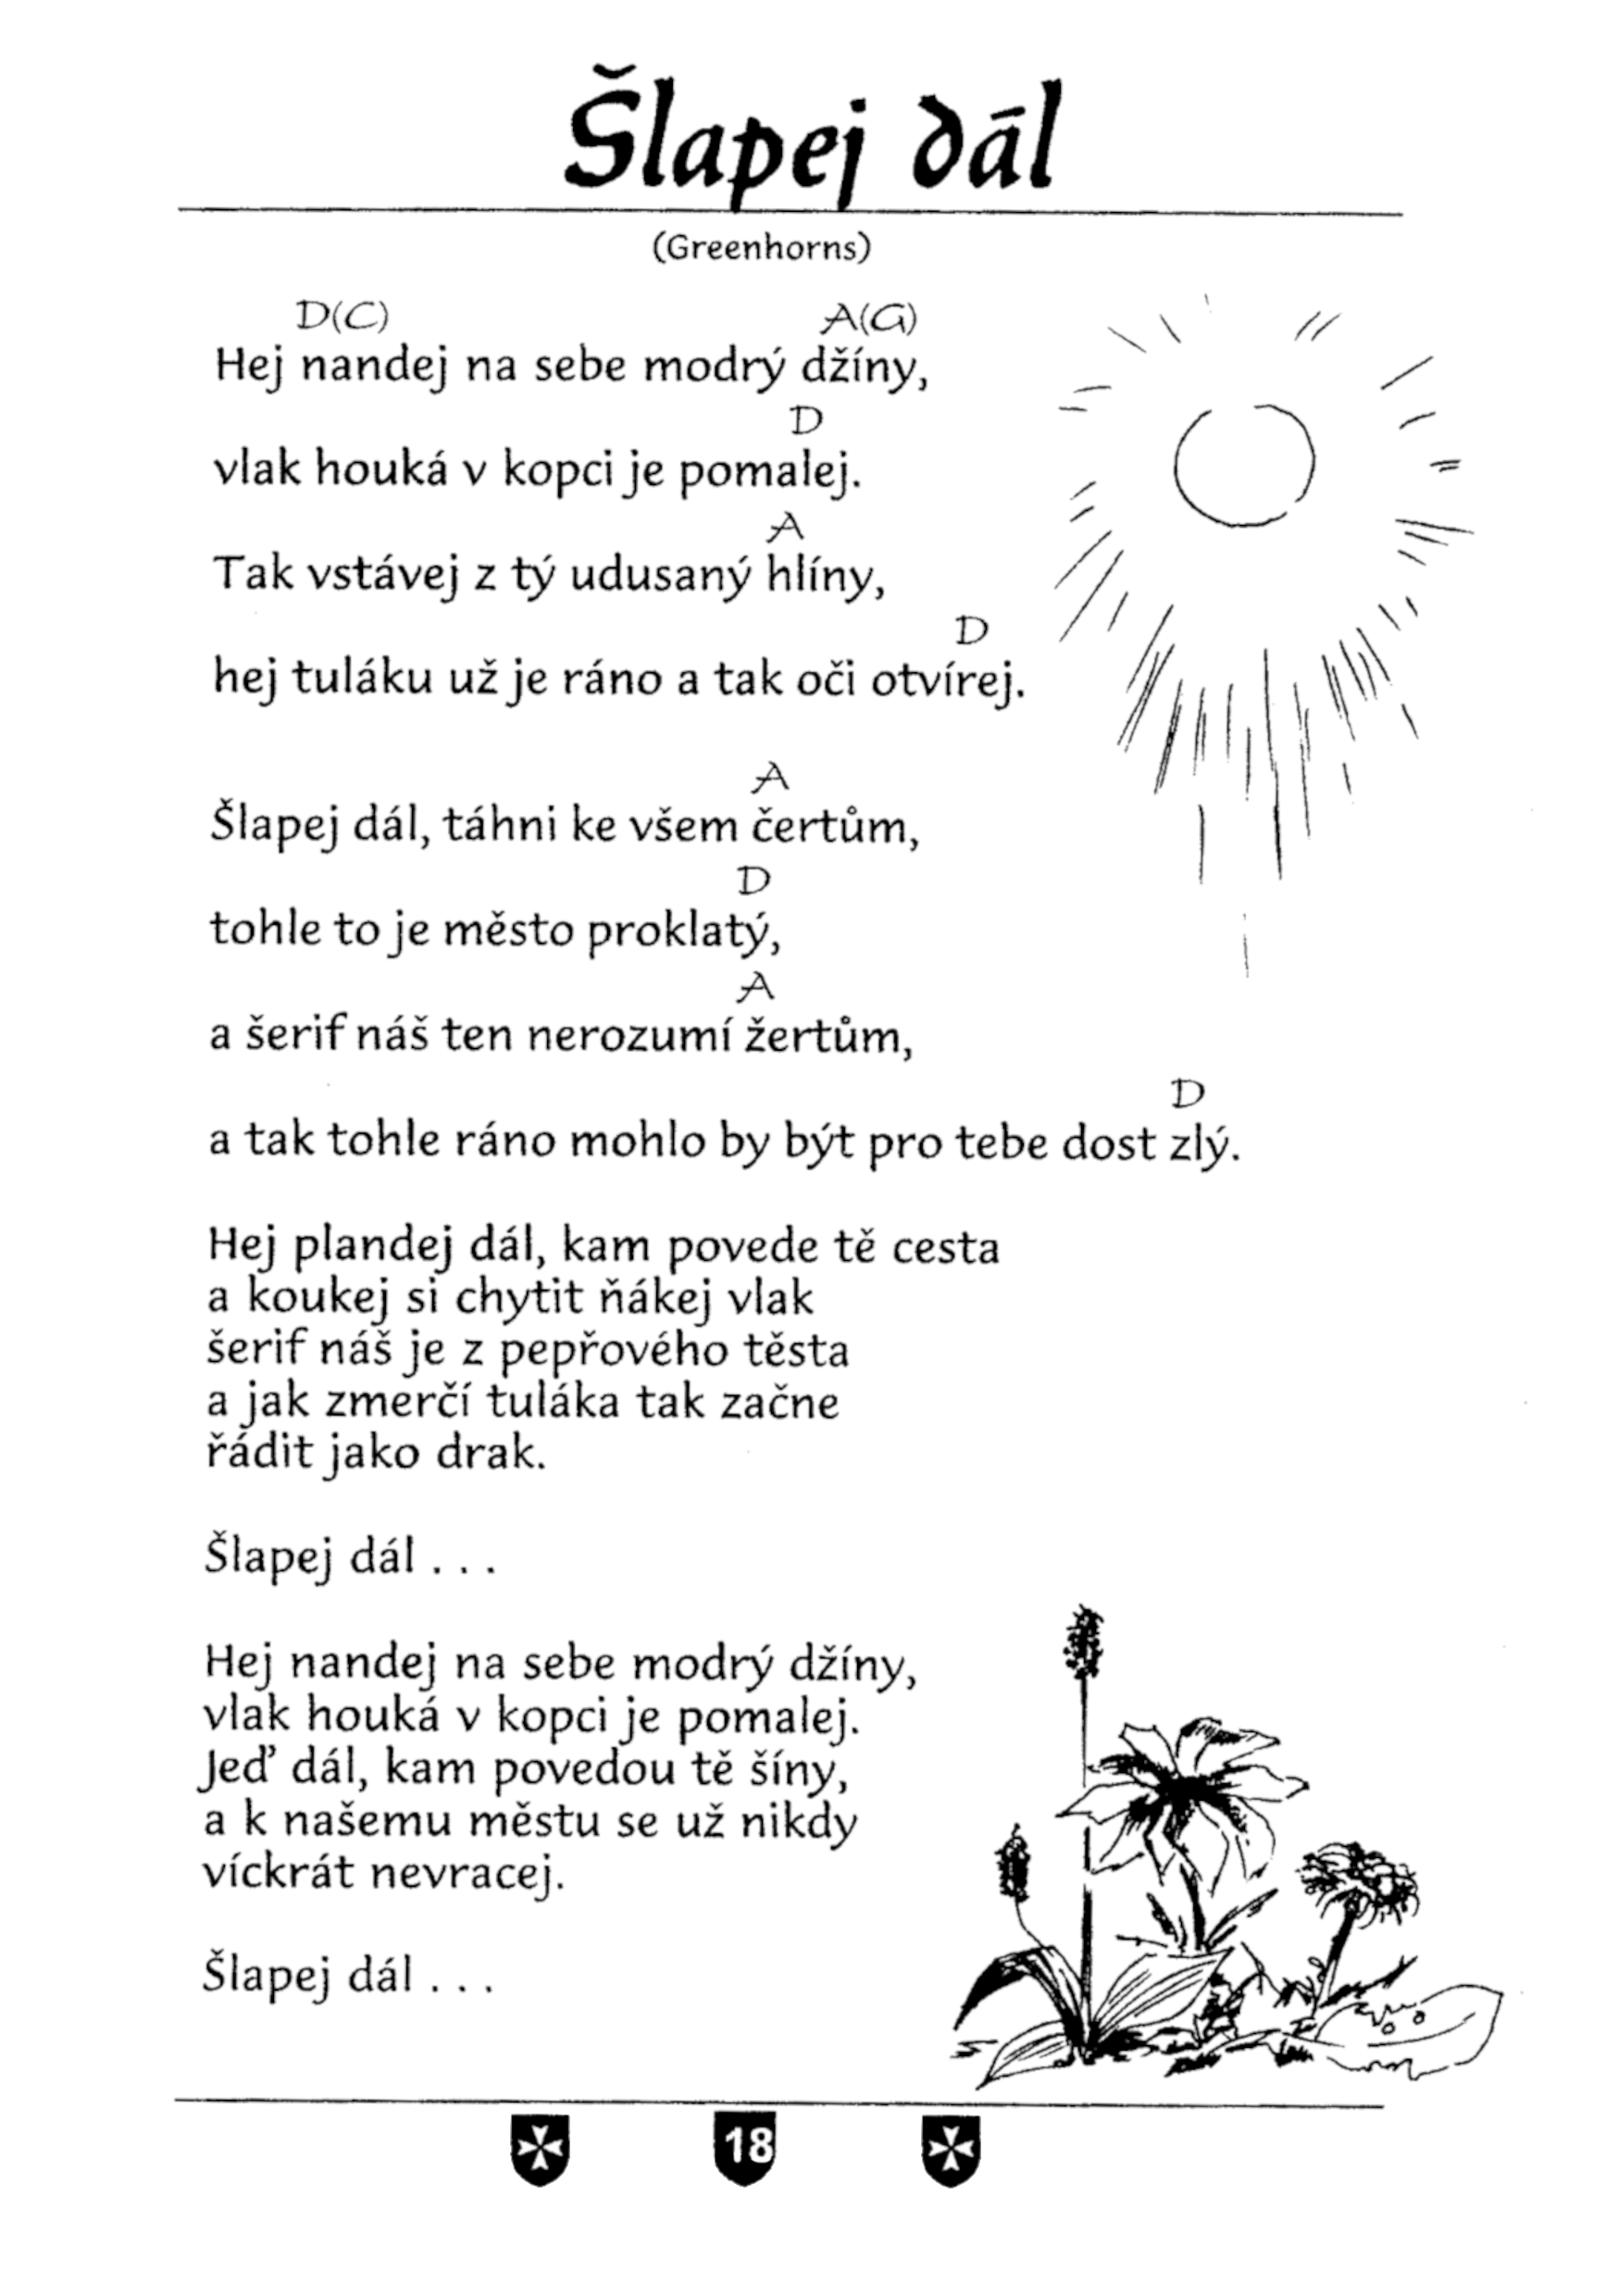 Šlapej dál
(Greenhorns)
D(C) A(G)
Hej nandej na sebe modrý džíny,
D
vlak houká v kopci je pomalej.
A
Tak vstávej z tý udusaný hlíny,
D
hej tuláku už je ráno a tak oči otvírej.
A
Šlapej dál, táhni ke všem čertům,
D
tohle to je město proklatý,
A
a šerif náš ten nerozumí žertům,
D
a tak tohle ráno mohlo by být pro tebe dost zlý.
Hej plandej dál, kam povede tě cesta
a koukej si chytit ňákej vlak
šerif náš je z pepřového těsta
a jak zmerčí tuláka tak začne
řádit jako drak.
Šlapej dál . . .
Hej nandej na sebe modrý džíny,
vlak houká v kopci je pomalej.
Jeď dál, kam povedou tě šíny,
a k našemu městu se už nikdy
víckrát nevracej.
Šlapej dál . . .
18